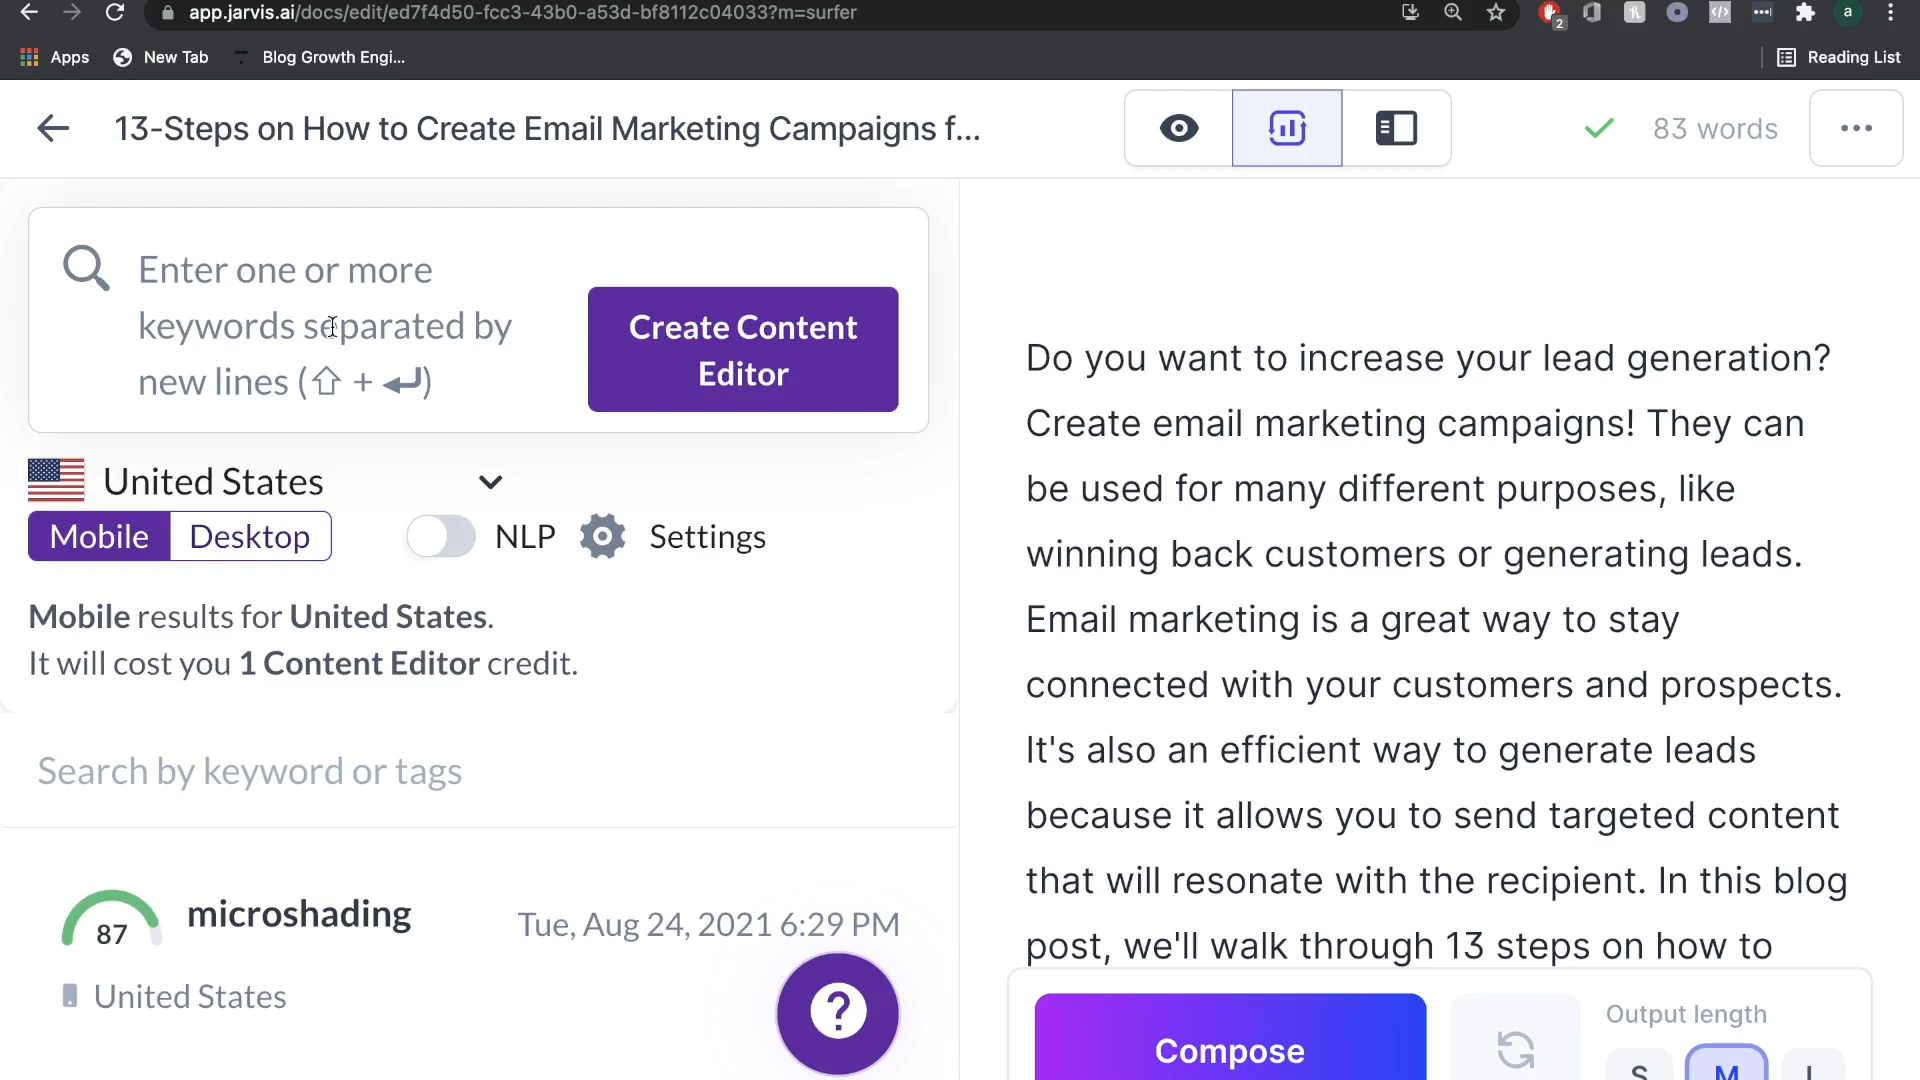 app.jarvis.ai/docs/edit/ed7f4d50-fcc3-43b0-a53d-bf8112c04033?m=surfer
2
a
Apps
New Tab
Blog Growth Engi...
Reading List
13-Steps on How to Create Email Marketing Campaigns f...
83 words
Enter one or more
keywords separated by
new lines (⇧ + ↵)
Create Content
Editor
United States
Mobile
Desktop
NLP
Settings
Mobile results for United States.
It will cost you 1 Content Editor credit.
Search by keyword or tags
87
microshading
Tue, Aug 24, 2021 6:29 PM
United States
?
Do you want to increase your lead generation?
Create email marketing campaigns! They can
be used for many different purposes, like
winning back customers or generating leads.
Email marketing is a great way to stay
connected with your customers and prospects.
It's also an efficient way to generate leads
because it allows you to send targeted content
that will resonate with the recipient. In this blog
post, we'll walk through 13 steps on how to
Compose
Output length
S
M
L